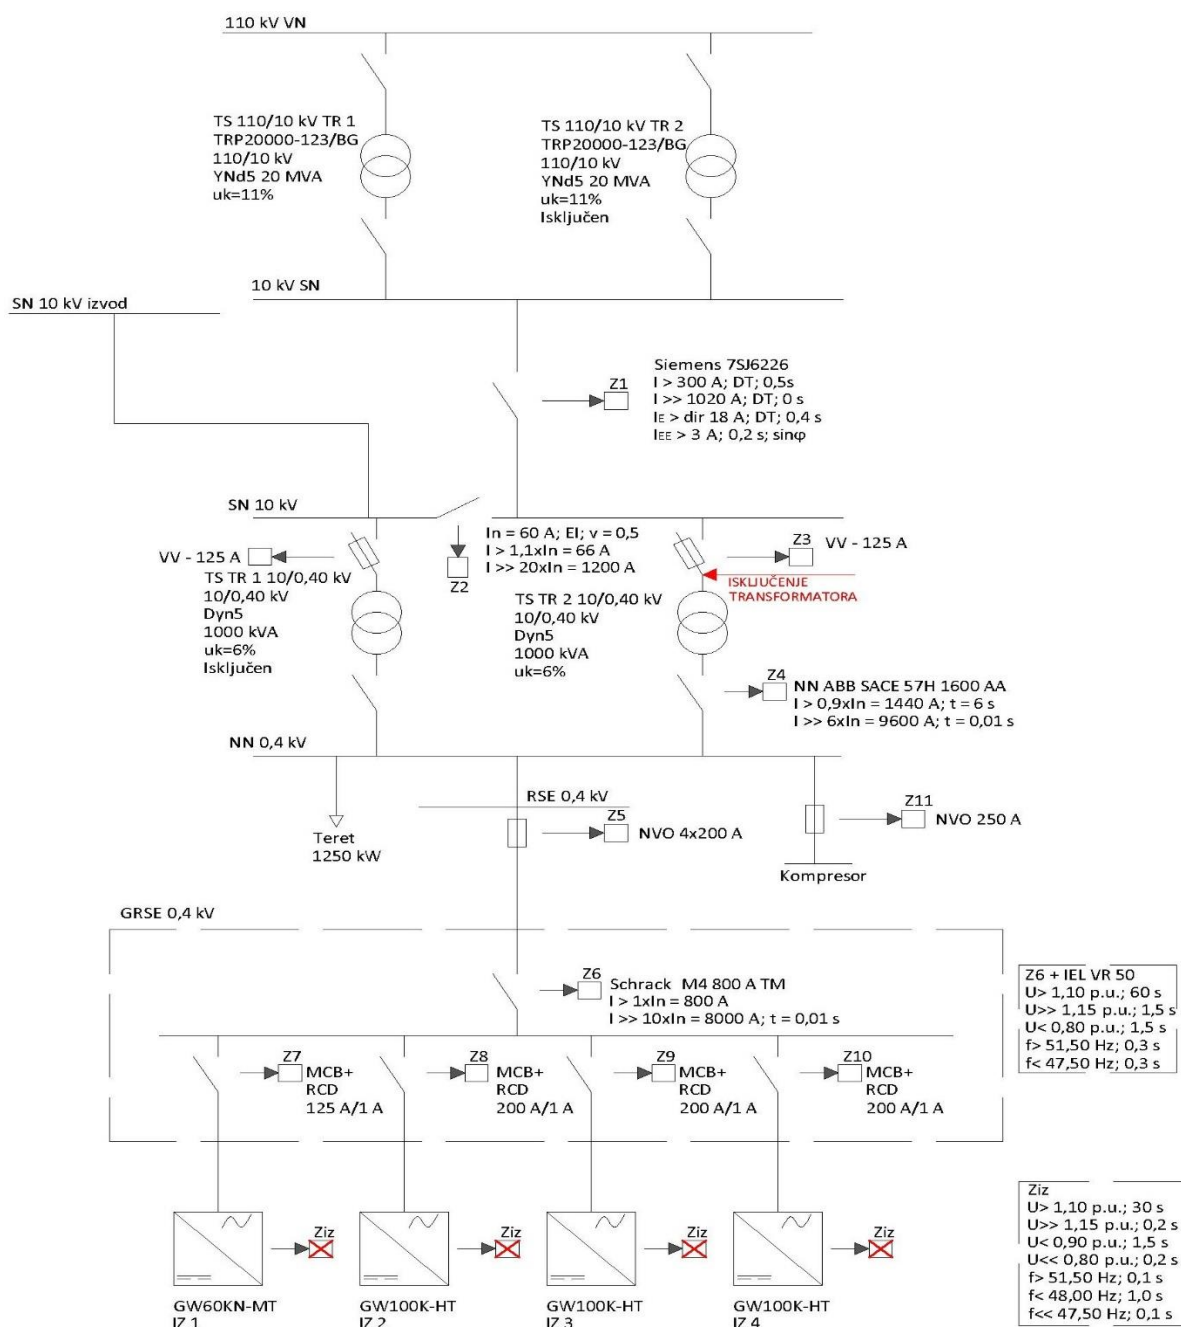 110 kV VN
TS 110/10 kV TR 1
TRP20000-123/BG
110/10 kV
YNd5 20 MVA
uk=11%
TS 110/10 kV TR 2
TRP20000-123/BG
110/10 kV
YNd5 20 MVA
uk=11%
Isključen
10 kV SN
SN 10 kV izvod
Z1
Siemens 7SJ6226
I > 300 A; DT; 0,5s
I >> 1020 A; DT; 0 s
IE > dir 18 A; DT; 0,4 s
IEE > 3 A; 0,2 s; sinφ
SN 10 kV
VV - 125 A
TS TR 1 10/0,40 kV
10/0,40 kV
Dyn5
1000 kVA
uk=6%
Isključen
In = 60 A; EI; v = 0,5
I > 1,1xIn = 66 A
I >> 20xIn = 1200 A
Z2
Z3
VV - 125 A
ISKLJUČENJE
TRANSFORMATORA
TS TR 2 10/0,40 kV
10/0,40 kV
Dyn5
1000 kVA
uk=6%
Z4
NN ABB SACE 57H 1600 AA
I > 0,9xIn = 1440 A; t = 6 s
I >> 6xIn = 9600 A; t = 0,01 s
NN 0,4 kV
Teret
1250 kW
RSE 0,4 kV
Z5
NVO 4x200 A
Z11
NVO 250 A
Kompresor
GRSE 0,4 kV
Z6
Schrack M4 800 A TM
I > 1xIn = 800 A
I >> 10xIn = 8000 A; t = 0,01 s
Z6 + IEL VR 50
U> 1,10 p.u.; 60 s
U>> 1,15 p.u.; 1,5 s
U< 0,80 p.u.; 1,5 s
f> 51,50 Hz; 0,3 s
f< 47,50 Hz; 0,3 s
Z7
MCB+
RCD
125 A/1 A
Z8
MCB+
RCD
200 A/1 A
Z9
MCB+
RCD
200 A/1 A
Z10
MCB+
RCD
200 A/1 A
Ziz
GW60KN-MT
IZ 1
Ziz
GW100K-HT
IZ 2
Ziz
GW100K-HT
IZ 3
Ziz
GW100K-HT
IZ 4
Ziz
U> 1,10 p.u.; 30 s
U>> 1,15 p.u.; 0,2 s
U< 0,90 p.u.; 1,5 s
U<< 0,80 p.u.; 0,2 s
f> 51,50 Hz; 0,1 s
f< 48,00 Hz; 1,0 s
f<< 47,50 Hz; 0,1 s